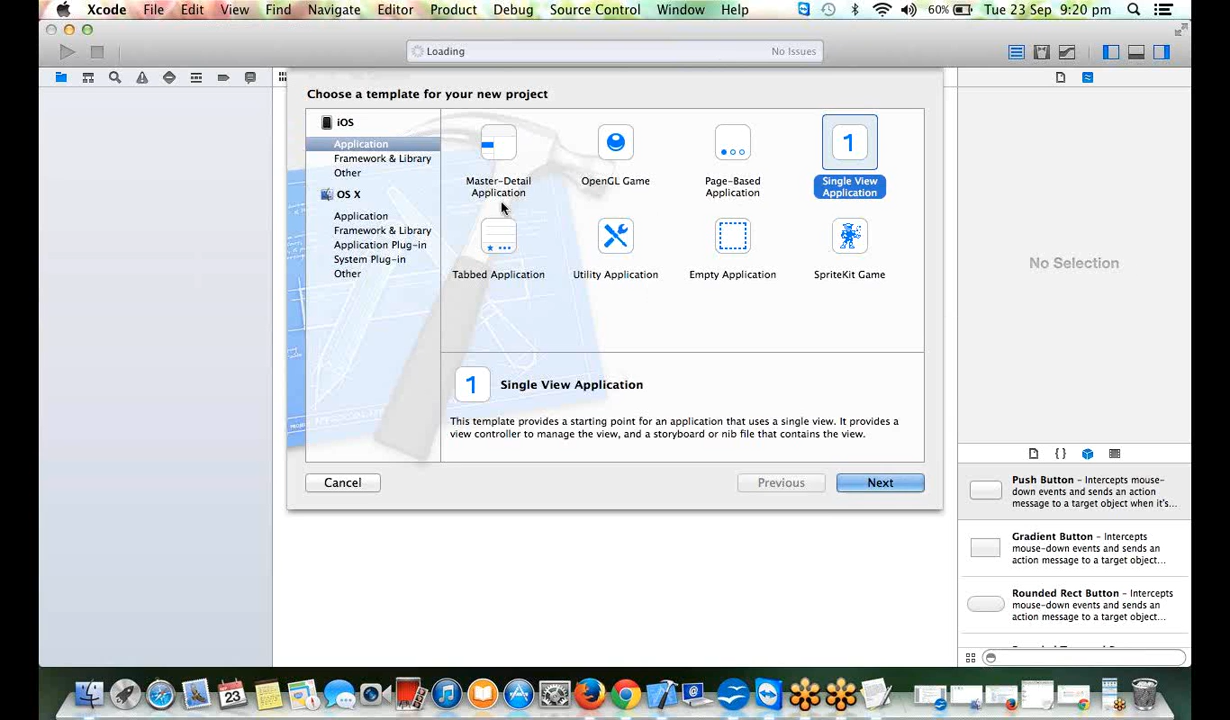 Xcode File Edit View Find Navigate Editor Product Debug Source Control Window Help 60% Tue 23 Sep 9:20 pm
Loading No Issues
Choose a template for your new project
iOS
Application
Framework & Library
Other
OS X
Application
Framework & Library
Application Plug-in
System Plug-in
Other
Master-Detail
Application
OpenGL Game
Page-Based
Application
1
Single View
Application
Tabbed Application
Utility Application
Empty Application
SpriteKit Game
1
Single View Application
This template provides a starting point for an application that uses a single view. It provides a
view controller to manage the view, and a storyboard or nib file that contains the view.
Cancel
Previous
Next
No Selection
{ }
Push Button - Intercepts mouse-
down events and sends an action
message to a target object when it's...
Gradient Button - Intercepts
mouse-down events and sends an
action message to a target object...
Rounded Rect Button - Intercepts
mouse-down events and sends an
action message to a target object...
23